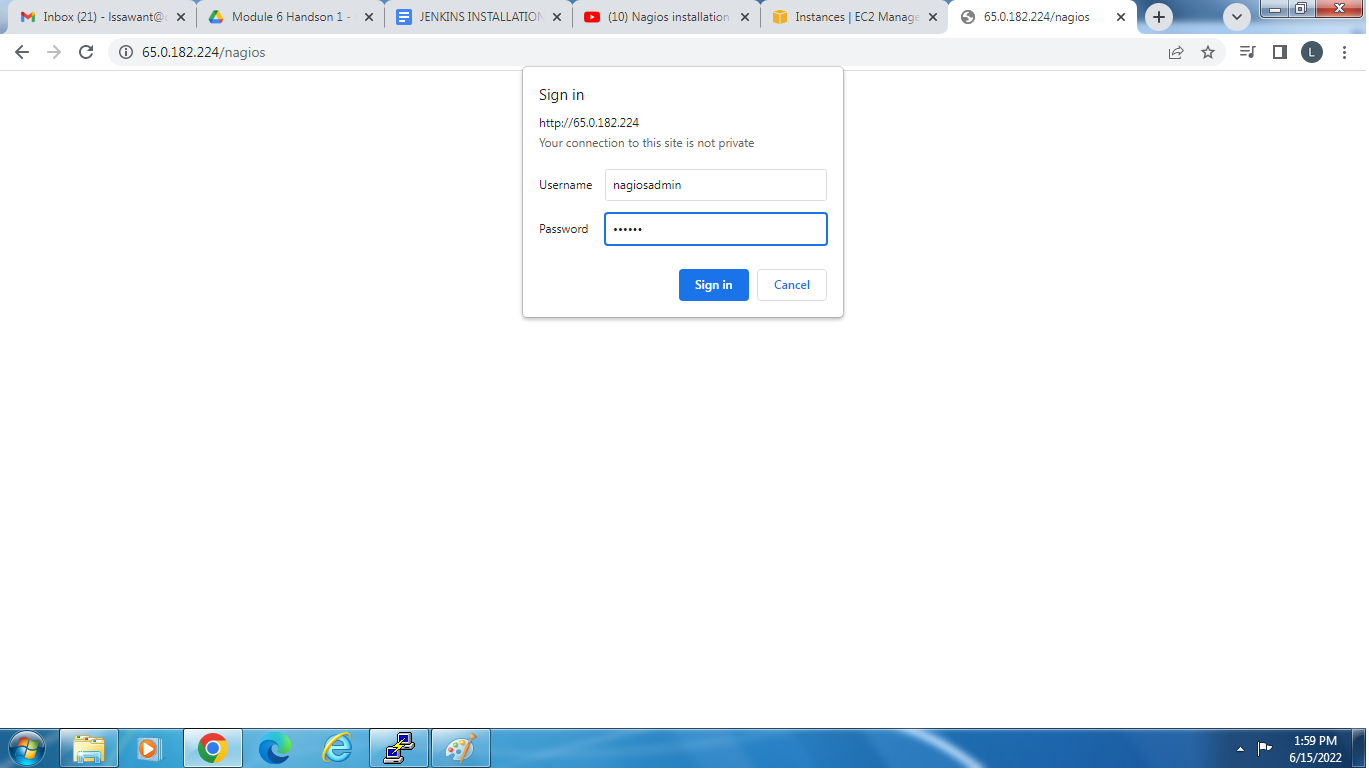 Inbox (21) - lssawant@
Module 6 Handson 1 -
JENKINS INSTALLATION
(10) Nagios installation
Instances | EC2 Manage
65.0.182.224/nagios
65.0.182.224/nagios
L
Sign in
http://65.0.182.224
Your connection to this site is not private
Username
nagiosadmin
Password
••••••
Sign in
Cancel
1:59 PM
6/15/2022